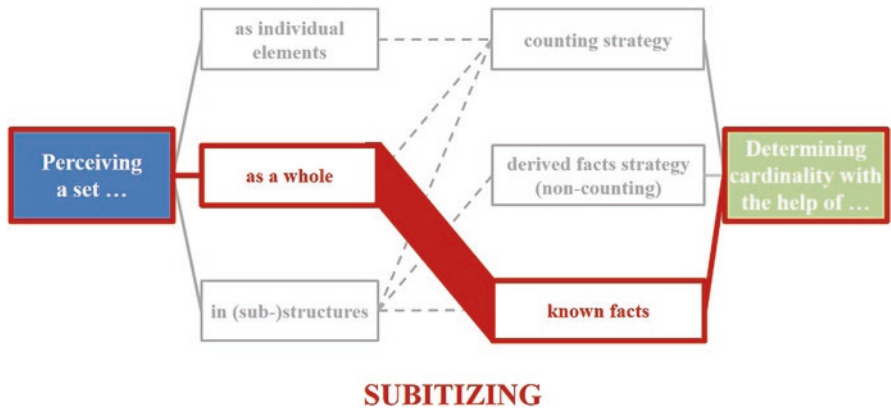 as individual
elements
counting strategy
Perceiving
a set ...
as a whole
derived facts strategy
(non-counting)
Determining
cardinality with
the help of ...
in (sub-)structures
known facts
SUBITIZING